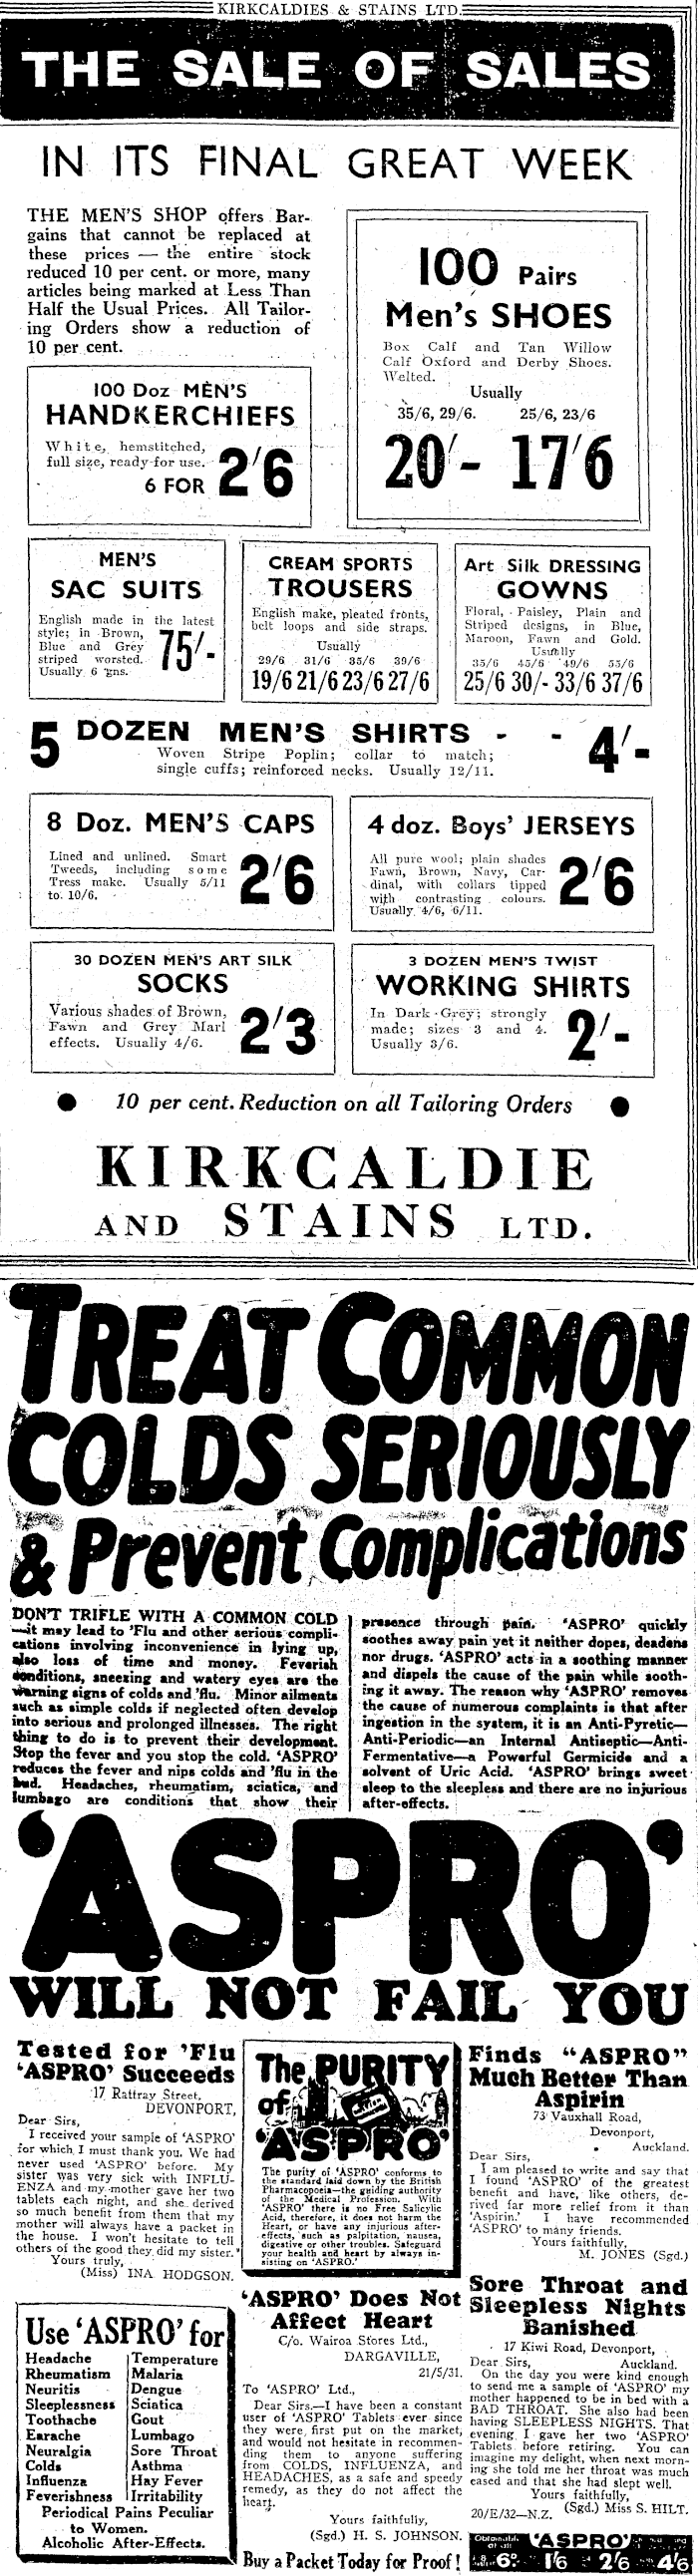 KIRKCALDIES & STAINS LTD.
THE SALE OF SALES
IN ITS FINAL GREAT WEEK
THE MEN'S SHOP offers Bar-
gains that cannot be replaced at
these prices — the entire stock
reduced 10 per cent. or more, many
articles being marked at Less Than
Half the Usual Prices. All Tailor-
ing Orders show a reduction of
10 per cent.
100 Pairs
Men's SHOES
Box Calf and Tan Willow
Calf Oxford and Derby Shoes.
Welted.
Usually
35/6, 29/6. 25/6, 23/6
20/- 17/6
100 Doz MEN'S
HANDKERCHIEFS
White, hemstitched,
full size, ready for use.
6 FOR 2/6
MEN'S
SAC SUITS
English made in the latest
style; in Brown,
Blue and Grey
striped worsted.
Usually 6 gns.
75/-
CREAM SPORTS
TROUSERS
English make, pleated fronts,
belt loops and side straps.
Usually
29/6 31/6 35/6 39/6
19/6 21/6 23/6 27/6
Art Silk DRESSING
GOWNS
Floral, Paisley, Plain and
Striped designs, in Blue,
Maroon, Fawn and Gold.
Usually
35/6 45/6 49/6 55/6
25/6 30/- 33/6 37/6
5 DOZEN MEN'S SHIRTS - - 4/-
Woven Stripe Poplin; collar to match;
single cuffs; reinforced necks. Usually 12/11.
8 Doz. MEN'S CAPS
Lined and unlined. Smart
Tweeds, including some
Tress make. Usually 5/11
to 10/6.
2/6
4 doz. Boys' JERSEYS
All pure wool; plain shades
Fawn, Brown, Navy, Car-
dinal, with collars tipped
with contrasting colours.
Usually 4/6, 6/11.
2/6
30 DOZEN MEN'S ART SILK
SOCKS
Various shades of Brown,
Fawn and Grey Marl
effects. Usually 4/6.
2/3
3 DOZEN MEN'S TWIST
WORKING SHIRTS
In Dark Grey; strongly
made; sizes 3 and 4.
Usually 3/6.
2/-
● 10 per cent. Reduction on all Tailoring Orders ●
KIRKCALDIE
AND STAINS LTD.
TREAT COMMON
COLDS SERIOUSLY
& Prevent Complications
DON'T TRIFLE WITH A COMMON COLD
—it may lead to 'Flu and other serious compli-
cations involving inconvenience in lying up,
also loss of time and money. Feverish
conditions, sneezing and watery eyes are the
warning signs of colds and 'flu. Minor ailments
such as simple colds if neglected often develop
into serious and prolonged illnesses. The right
thing to do is to prevent their development.
Stop the fever and you stop the cold. 'ASPRO'
reduces the fever and nips colds and 'flu in the
bud. Headaches, rheumatism, sciatica, and
lumbago are conditions that show their
presence through pain. 'ASPRO' quickly
soothes away pain yet it neither dopes, deadens
nor drugs. 'ASPRO' acts in a soothing manner
and dispels the cause of the pain while sooth-
ing it away. The reason why 'ASPRO' removes
the cause of numerous complaints is that after
ingestion in the system, it is an Anti-Pyretic—
Anti-Periodic—an Internal Antiseptic—Anti-
Fermentative—a Powerful Germicide and a
solvent of Uric Acid. 'ASPRO' brings sweet
sleep to the sleepless and there are no injurious
after-effects.
'ASPRO'
WILL NOT FAIL YOU
Tested for 'Flu
'ASPRO' Succeeds
17 Rattray Street,
DEVONPORT,
Dear Sirs,
I received your sample of 'ASPRO'
for which I must thank you. We had
never used 'ASPRO' before. My
sister was very sick with INFLU-
ENZA and my mother gave her two
tablets each night, and she derived
so much benefit from them that my
mother will always have a packet in
the house. I won't hesitate to tell
others of the good they did my sister.
Yours truly,
(Miss) INA HODGSON.
Use 'ASPRO' for
Headache
Rheumatism
Neuritis
Sleeplessness
Toothache
Earache
Neuralgia
Colds
Influenza
Feverishness
Temperature
Malaria
Dengue
Sciatica
Gout
Lumbago
Sore Throat
Asthma
Hay Fever
Irritability
Periodical Pains Peculiar
to Women.
Alcoholic After-Effects.
The PURITY
of
'ASPRO'
The purity of 'ASPRO' conforms to
the standard laid down by the British
Pharmacopoeia—the guiding authority
of the Medical Profession. With
'ASPRO' there is no Free Salicylic
Acid, therefore, it does not harm the
Heart, or have any injurious after-
effects, such as palpitation, nausea,
digestive or other troubles. Safeguard
your health and heart by always in-
sisting on 'ASPRO.'
'ASPRO' Does Not
Affect Heart
C/o. Wairoa Stores Ltd.,
DARGAVILLE,
21/5/31.
To 'ASPRO' Ltd.,
Dear Sirs,—I have been a constant
user of 'ASPRO' Tablets ever since
they were first put on the market,
and would not hesitate in recommen-
ding them to anyone suffering
from COLDS, INFLUENZA, and
HEADACHES, as a safe and speedy
remedy, as they do not affect the
heart.
Yours faithfully,
(Sgd.) H. S. JOHNSON.
Buy a Packet Today for Proof!
Finds "ASPRO"
Much Better Than
Aspirin
73 Vauxhall Road,
Devonport,
Auckland.
Dear Sirs,
I am pleased to write and say that
I found 'ASPRO' of the greatest
benefit and have, like others, de-
rived far more relief from it than
'Aspirin.' I have recommended
'ASPRO' to many friends.
Yours faithfully,
M. JONES (Sgd.)
Sore Throat and
Sleepless Nights
Banished
17 Kiwi Road, Devonport,
Dear Sirs, Auckland.
On the day you were kind enough
to send me a sample of 'ASPRO' my
mother happened to be in bed with a
BAD THROAT. She also had been
having SLEEPLESS NIGHTS. That
evening I gave her two 'ASPRO'
Tablets before retiring. You can
imagine my delight, when next morn-
ing she told me her throat was much
eased and that she had slept well.
Yours faithfully,
20/E/32—N.Z. (Sgd.) Miss S. HILT.
'ASPRO'
6D 1/6 2/6 4/6